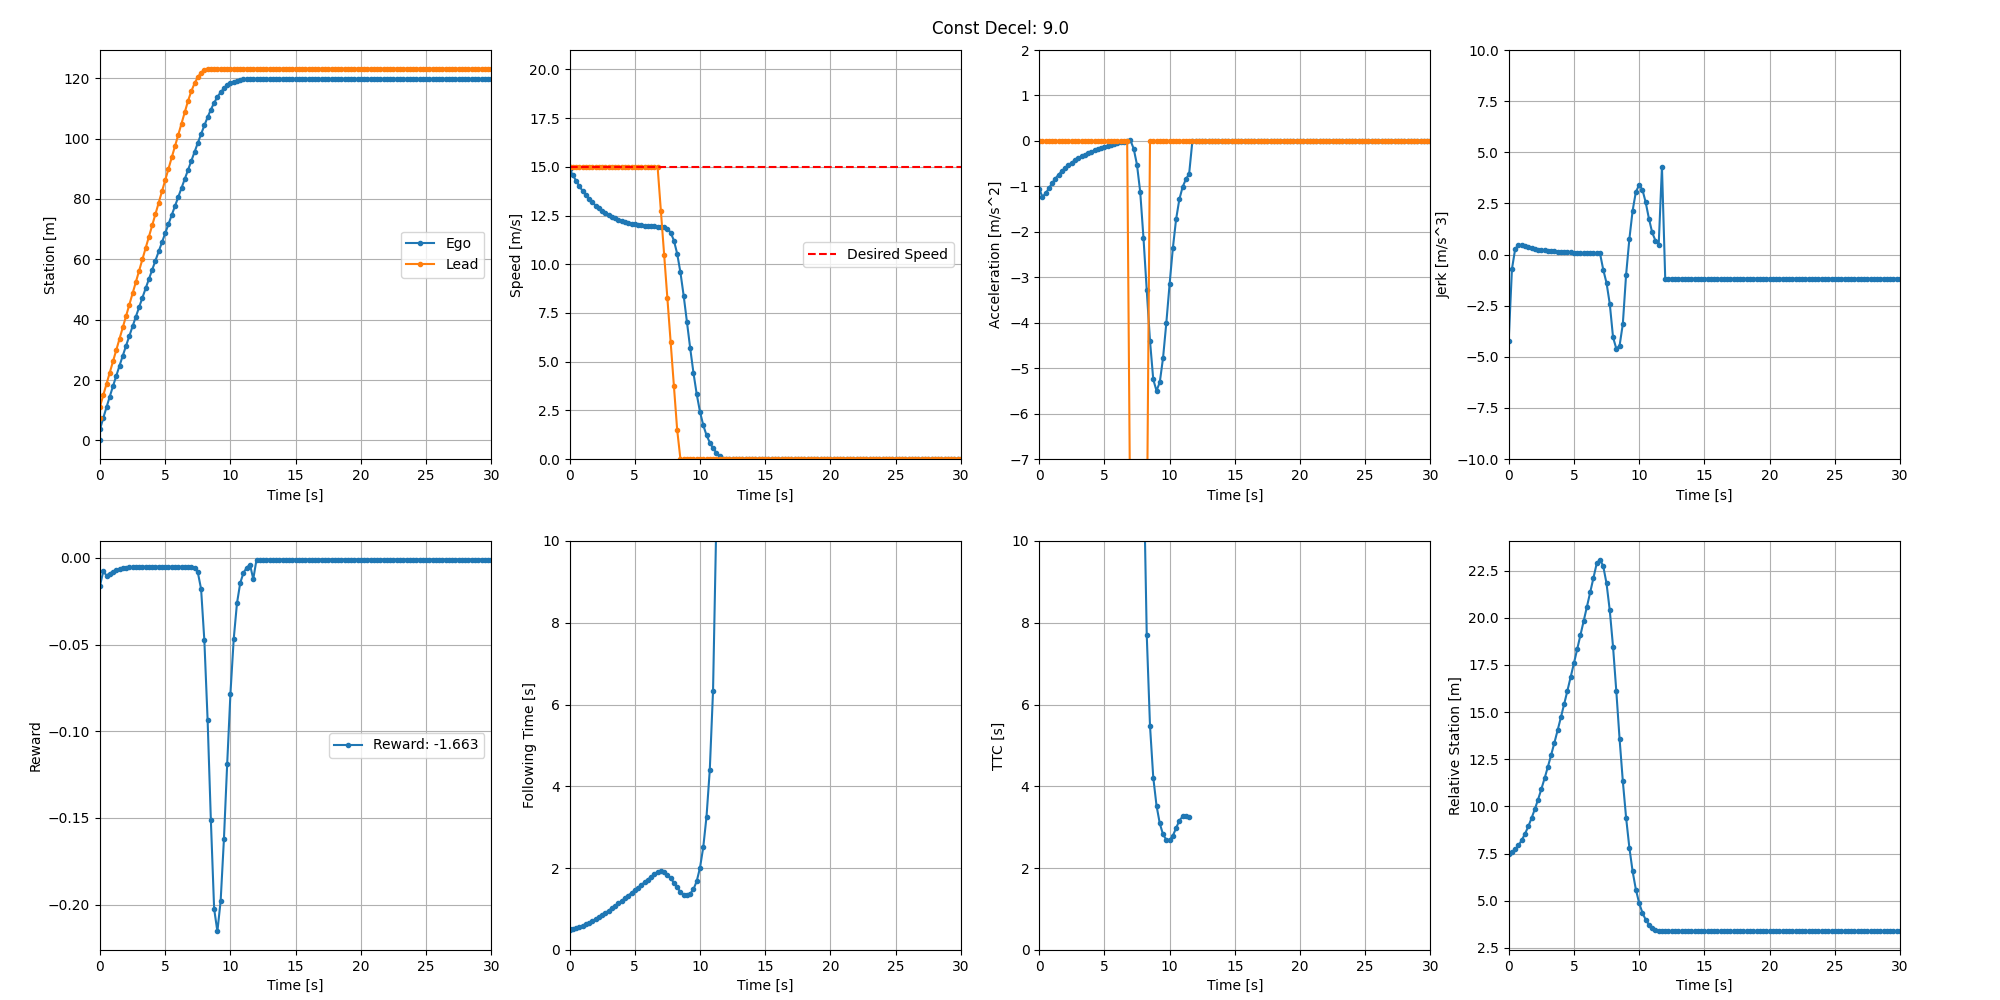 Const Decel: 9.0
Station [m]
120
100
80
60
40
20
0
0 5 10 15 20 25 30
Time [s]
Ego
Lead
Speed [m/s]
20.0
17.5
15.0
12.5
10.0
7.5
5.0
2.5
0.0
0 5 10 15 20 25 30
Time [s]
Desired Speed
Acceleration [m/s^2]
2
1
0
−1
−2
−3
−4
−5
−6
−7
0 5 10 15 20 25 30
Time [s]
Jerk [m/s^3]
10.0
7.5
5.0
2.5
0.0
−2.5
−5.0
−7.5
−10.0
0 5 10 15 20 25 30
Time [s]
Reward
0.00
−0.05
−0.10
−0.15
−0.20
0 5 10 15 20 25 30
Time [s]
Reward: -1.663
Following Time [s]
10
8
6
4
2
0
0 5 10 15 20 25 30
Time [s]
TTC [s]
10
8
6
4
2
0
0 5 10 15 20 25 30
Time [s]
Relative Station [m]
22.5
20.0
17.5
15.0
12.5
10.0
7.5
5.0
2.5
0 5 10 15 20 25 30
Time [s]